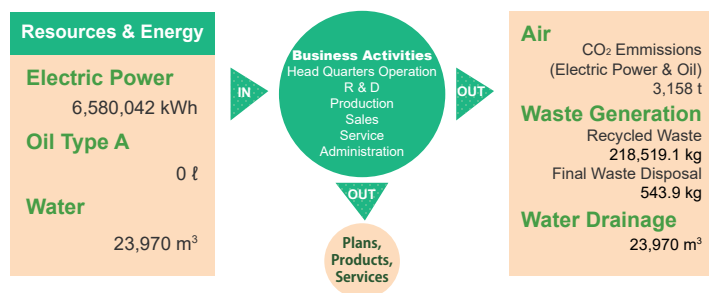 Resources & Energy
Electric Power
6,580,042 kWh
Oil Type A
0 ℓ
Water
23,970 m³
IN
Business Activities
Head Quarters Operation
R & D
Production
Sales
Service
Administration
OUT
Plans,
Products,
Services
OUT
Air
CO₂ Emmissions
(Electric Power & Oil)
3,158 t
Waste Generation
Recycled Waste
218,519.1 kg
Final Waste Disposal
543.9 kg
Water Drainage
23,970 m³